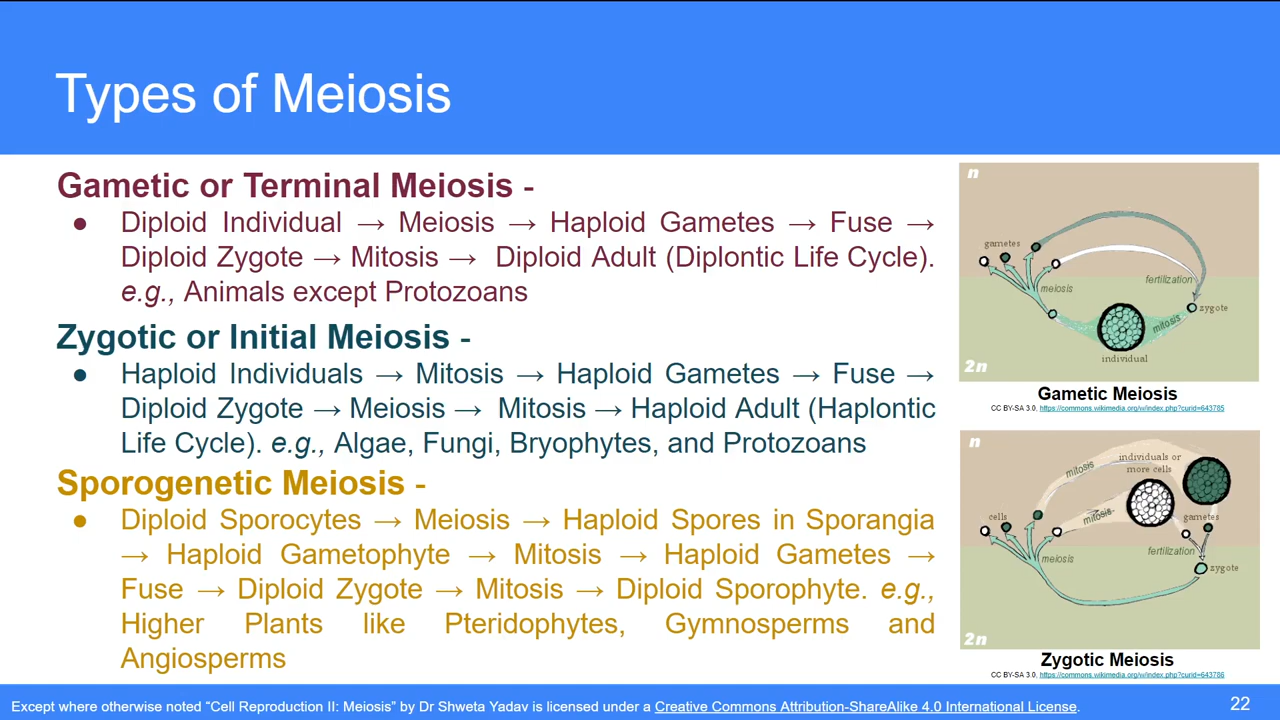 Types of Meiosis
Gametic or Terminal Meiosis -
● Diploid Individual → Meiosis → Haploid Gametes → Fuse →
Diploid Zygote → Mitosis → Diploid Adult (Diplontic Life Cycle).
e.g., Animals except Protozoans
Zygotic or Initial Meiosis -
● Haploid Individuals → Mitosis → Haploid Gametes → Fuse →
Diploid Zygote → Meiosis → Mitosis → Haploid Adult (Haplontic
Life Cycle). e.g., Algae, Fungi, Bryophytes, and Protozoans
Sporogenetic Meiosis -
● Diploid Sporocytes → Meiosis → Haploid Spores in Sporangia
→ Haploid Gametophyte → Mitosis → Haploid Gametes →
Fuse → Diploid Zygote → Mitosis → Diploid Sporophyte. e.g.,
Higher Plants like Pteridophytes, Gymnosperms and
Angiosperms
n
gametes
fertilization
meiosis
zygote
mitosis
individual
2n
Gametic Meiosis
CC BY-SA 3.0, https://commons.wikimedia.org/w/index.php?curid=643785
n
individuals or
more cells
mitosis
cells
mitosis
gametes
fertilization
meiosis
zygote
2n
Zygotic Meiosis
CC BY-SA 3.0, https://commons.wikimedia.org/w/index.php?curid=643786
Except where otherwise noted “Cell Reproduction II: Meiosis” by Dr Shweta Yadav is licensed under a Creative Commons Attribution-ShareAlike 4.0 International License.
22